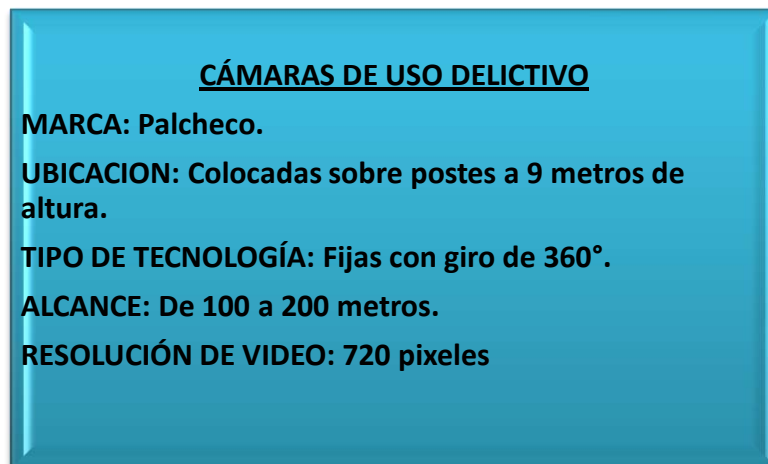 CÁMARAS DE USO DELICTIVO
MARCA: Palcheco.
UBICACION: Colocadas sobre postes a 9 metros de
altura.
TIPO DE TECNOLOGÍA: Fijas con giro de 360°.
ALCANCE: De 100 a 200 metros.
RESOLUCIÓN DE VIDEO: 720 pixeles